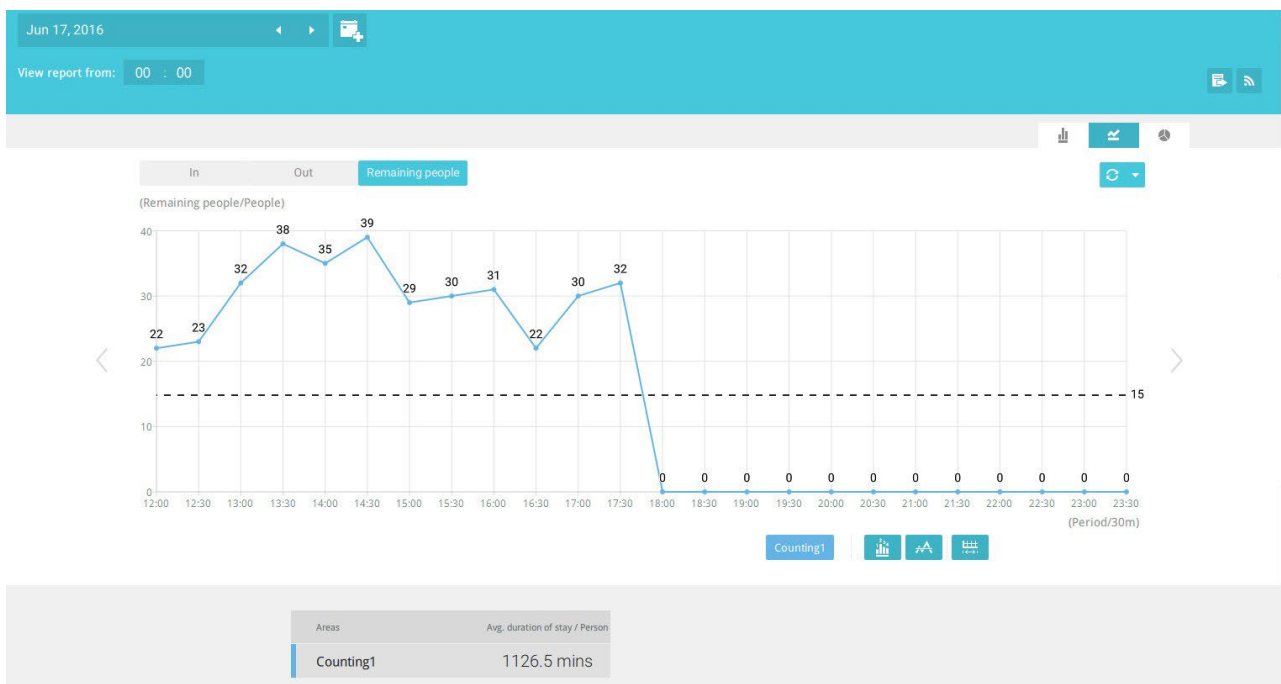 Jun 17, 2016
View report from: 00 : 00
In Out Remaining people
(Remaining people/People)
40
30
20
10
0
22 23 32 38 35 39 29 30 31 22 30 32 0 0 0 0 0 0 0 0 0 0 0 0
15
12:00 12:30 13:00 13:30 14:00 14:30 15:00 15:30 16:00 16:30 17:00 17:30 18:00 18:30 19:00 19:30 20:00 20:30 21:00 21:30 22:00 22:30 23:00 23:30
(Period/30m)
Counting1
Areas Avg. duration of stay / Person
Counting1 1126.5 mins